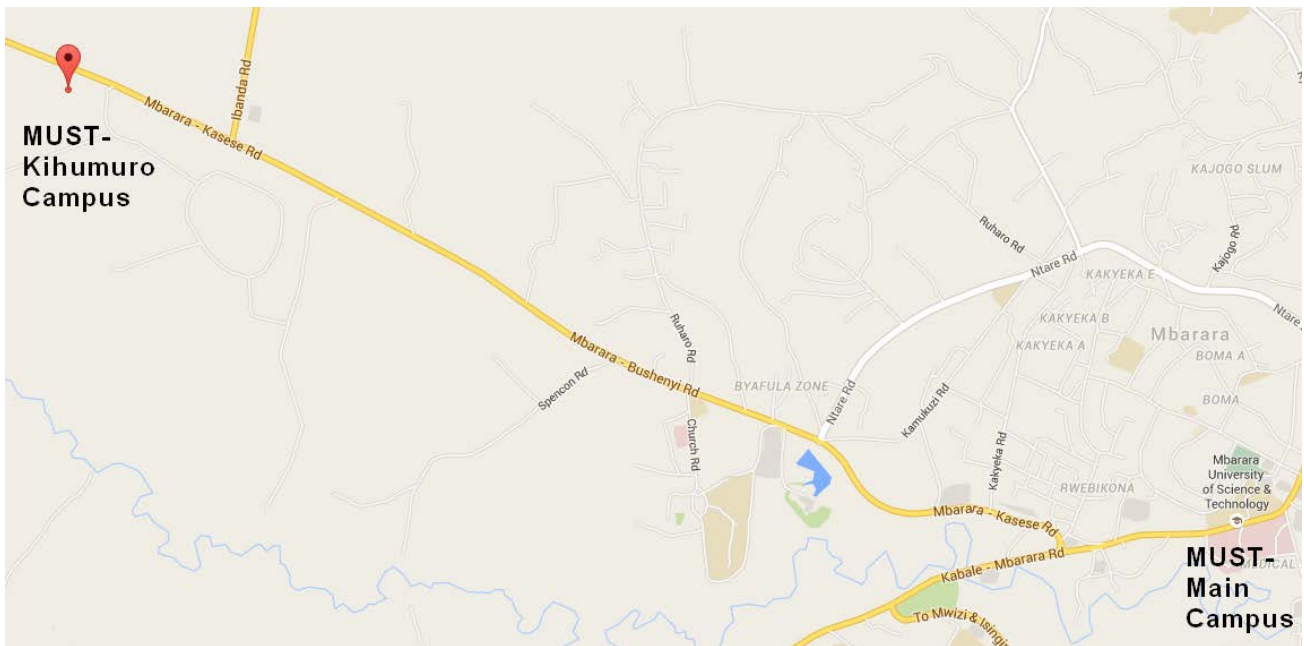 MUST-
Kihumuro
Campus
Mbarara - Kasese Rd
Ibanda Rd
Mbarara - Bushenyi Rd
Spencon Rd
Ruharo Rd
Church Rd
BYAFULA ZONE
Ntare Rd
Kamukuzi Rd
Kakyeka Rd
Ruharo Rd
Ntare Rd
KAJOGO SLUM
Kajogo Rd
KAKYEKA E
KAKYEKA B
KAKYEKA A
Mbarara
BOMA A
BOMA
Ntare
RWEBIKONA
Mbarara
University
of Science &
Technology
Mbarara - Kasese Rd
Kabale - Mbarara Rd
To Mwizi & Isingir
MEDICAL
MUST-
Main
Campus